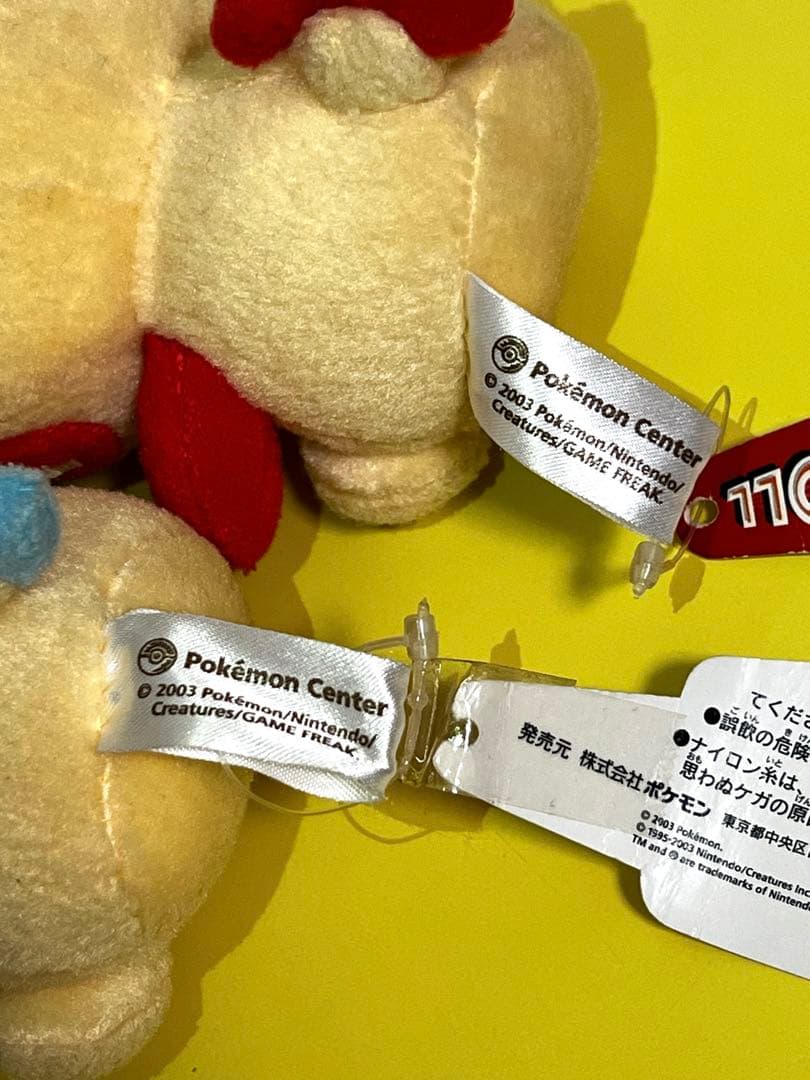 Pokémon Center
© 2003 Pokémon/Nintendo/
Creatures/GAME FREAK.
110
Pokémon Center
© 2003 Pokémon/Nintendo/
Creatures/GAME FREAK.
発売元 株式会社ポケモン 東京都中央区
© 2003 Pokémon.
© 1995-2003 Nintendo/Creatures Inc.
TM and ® are trademarks of Nintendo
てくださ
●誤飲の危険
●ナイロン糸は、
思わぬケガの原